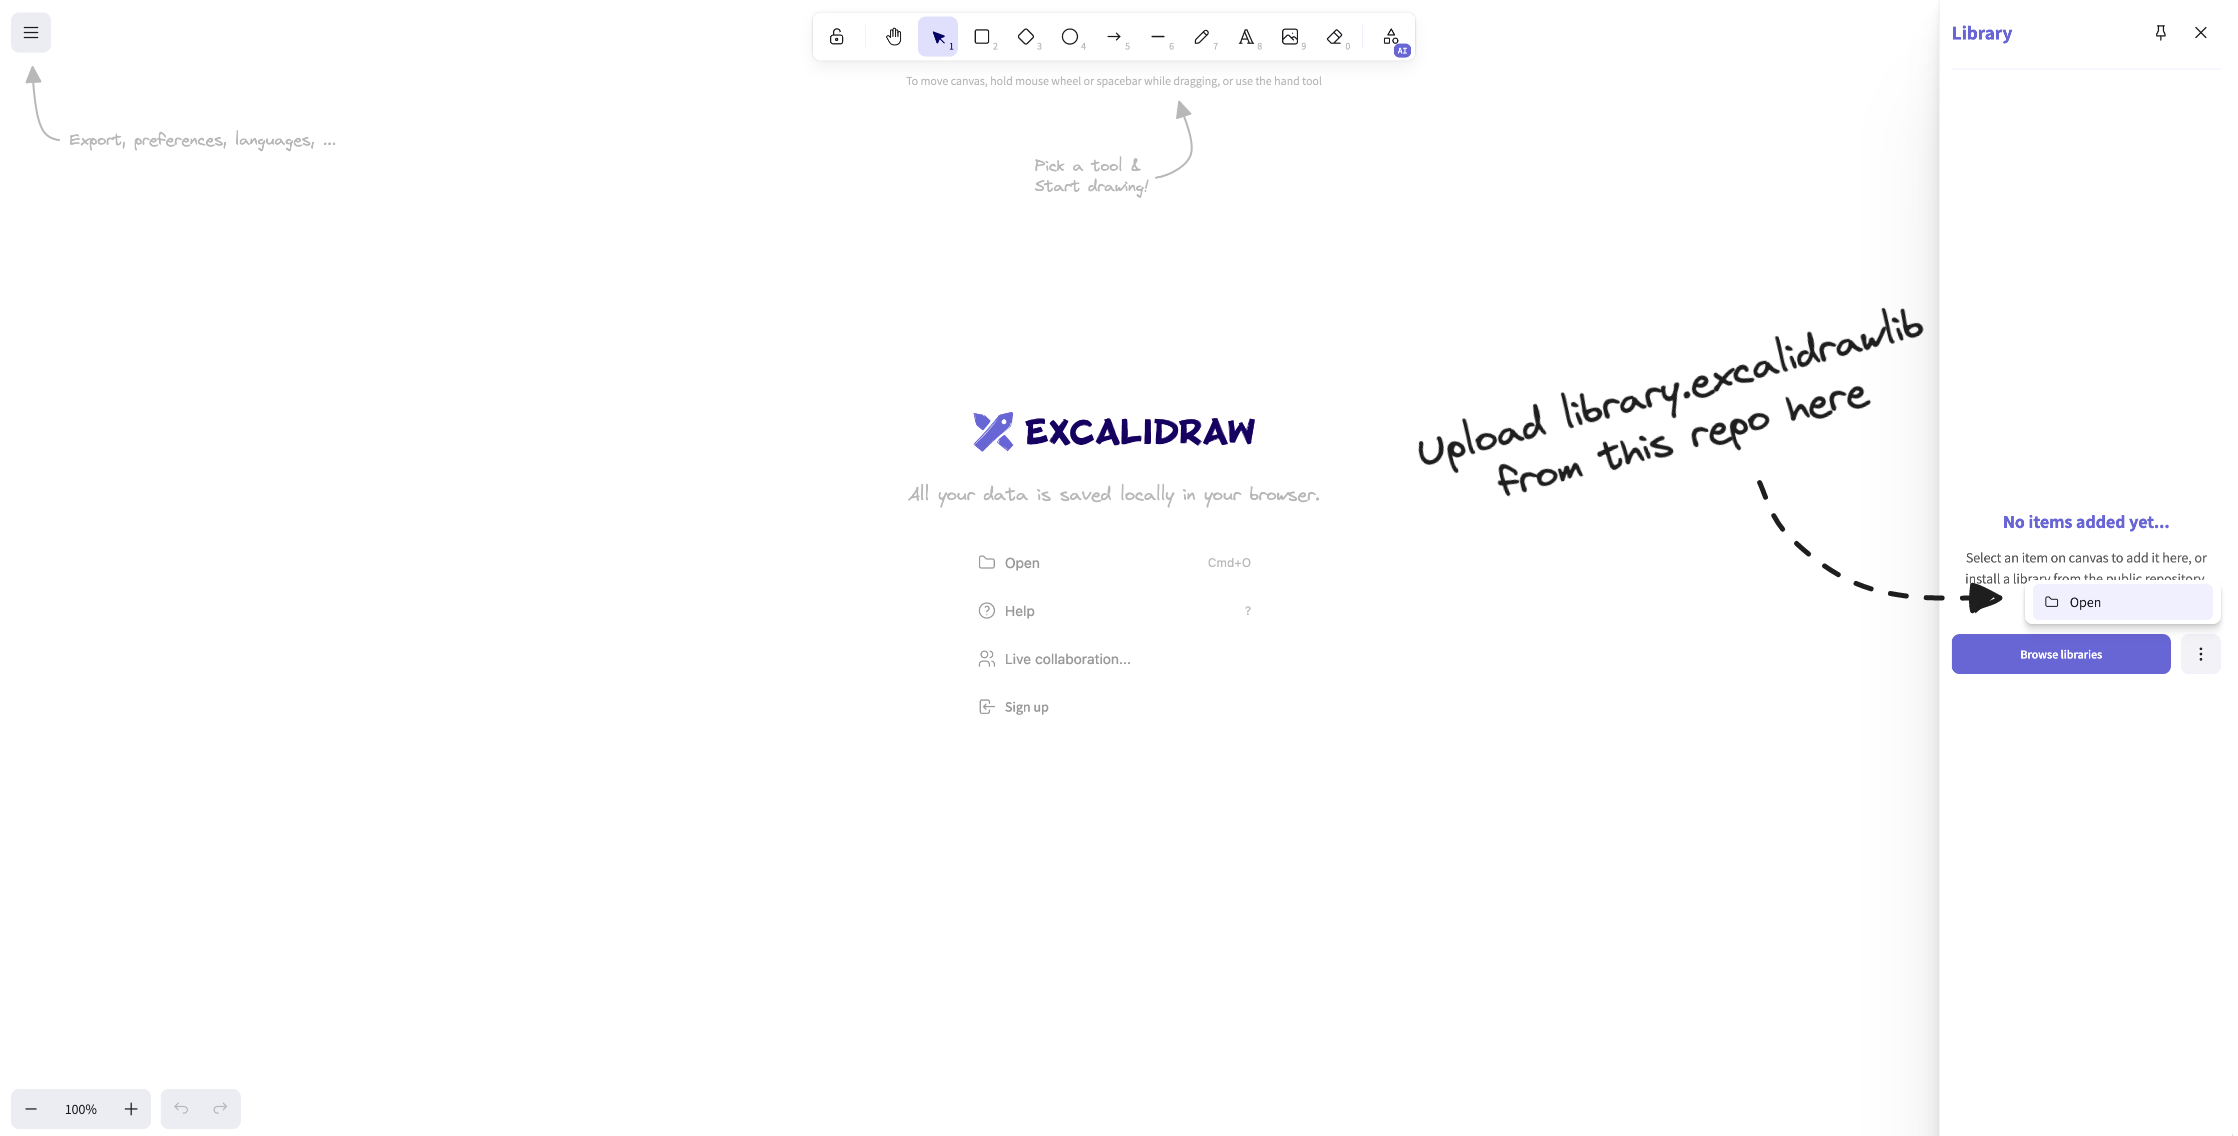 1
2
3
4
5
6
7
8
9
0
AI
To move canvas, hold mouse wheel or spacebar while dragging, or use the hand tool
Export, preferences, languages, ...
Pick a tool &
Start drawing!
EXCALIDRAW
All your data is saved locally in your browser.
Open Cmd+O
Help ?
Live collaboration...
Sign up
Upload library.excalidrawlib
from this repo here
Library
No items added yet...
Select an item on canvas to add it here, or
install a library from the public repository
Open
Browse libraries
100%